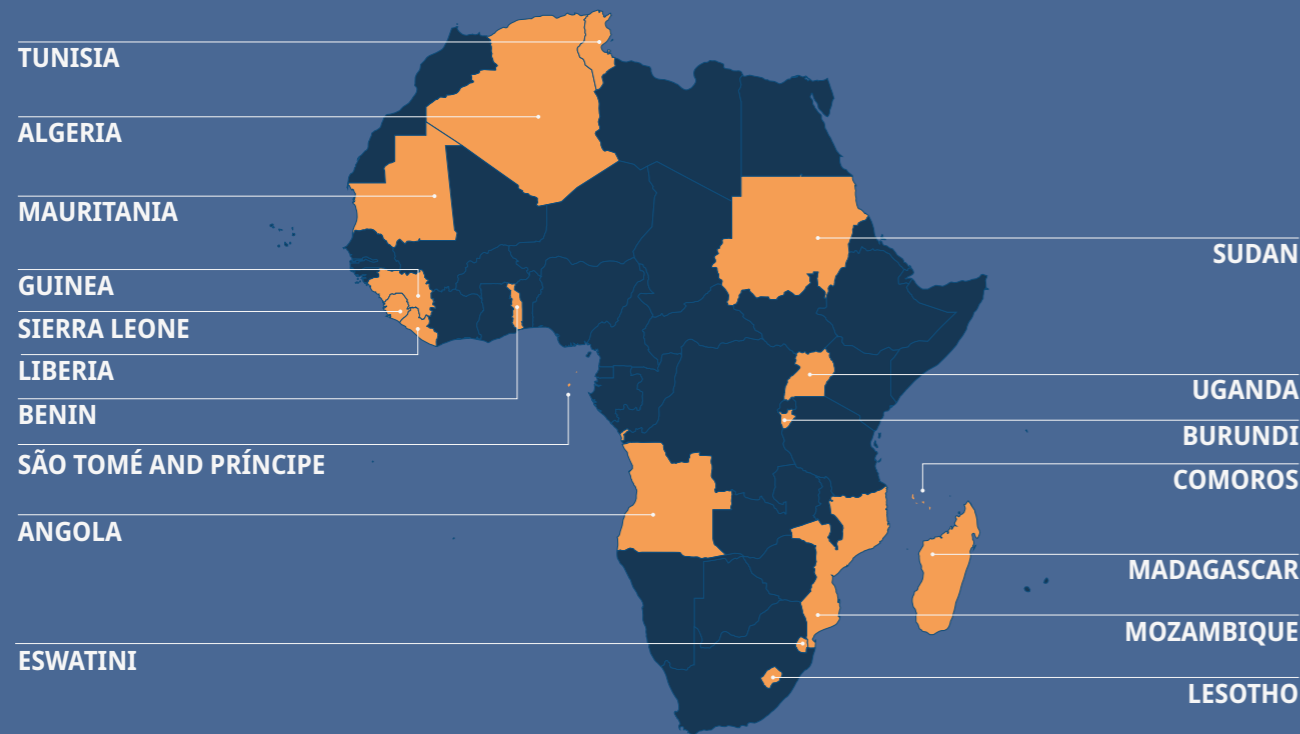 TUNISIA
ALGERIA
MAURITANIA
GUINEA
SIERRA LEONE
LIBERIA
BENIN
SÃO TOMÉ AND PRÍNCIPE
ANGOLA
ESWATINI
SUDAN
UGANDA
BURUNDI
COMOROS
MADAGASCAR
MOZAMBIQUE
LESOTHO